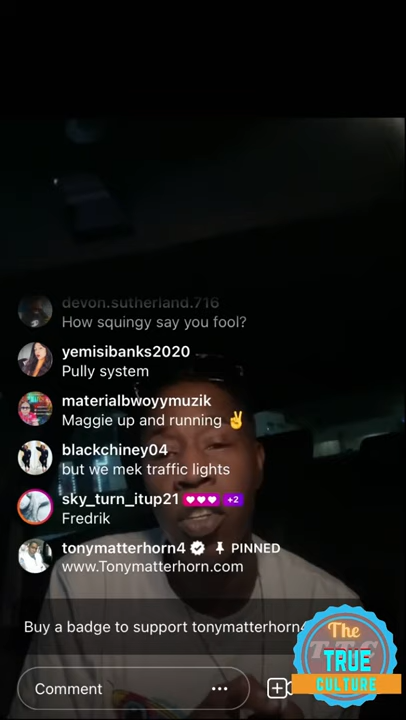 devon.sutherland.716
How squingy say you fool?
yemisibanks2020
Pully system
materialbwoyymuzik
Maggie up and running ✌️
blackchiney04
but we mek traffic lights
sky_turn_itup21 +2
Fredrik
tonymatterhorn4 PINNED
www.Tonymatterhorn.com
Buy a badge to support tonymatterhorn4
The
TRUE
CULTURE
Comment